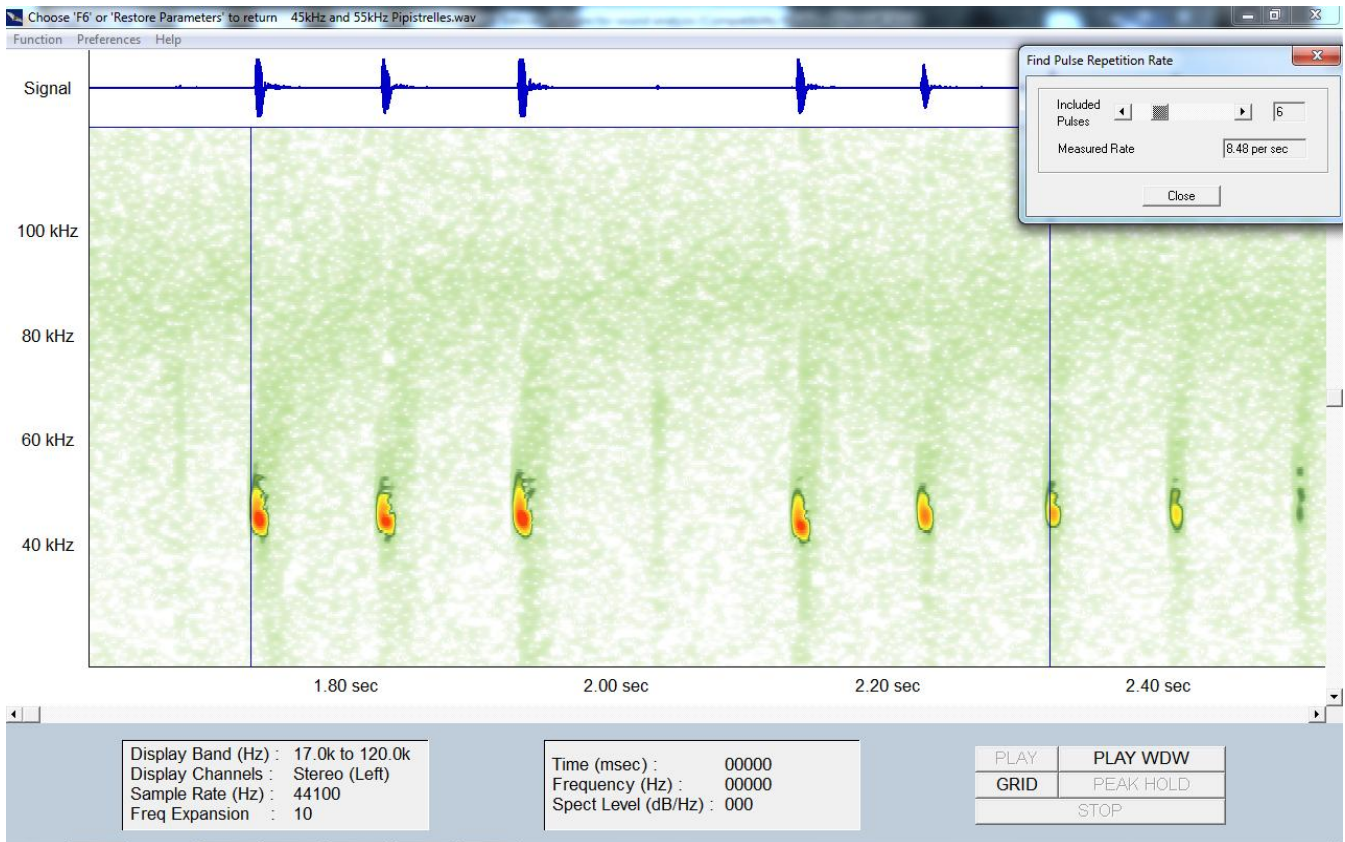 Choose 'F6' or 'Restore Parameters' to return 45kHz and 55kHz Pipistrelles.wav
Function Preferences Help
Signal
Find Pulse Repetition Rate
Included Pulses
6
Measured Rate
8.48 per sec
Close
100 kHz
80 kHz
60 kHz
40 kHz
1.80 sec 2.00 sec 2.20 sec 2.40 sec
Display Band (Hz) : 17.0k to 120.0k
Display Channels : Stereo (Left)
Sample Rate (Hz) : 44100
Freq Expansion : 10
Time (msec) : 00000
Frequency (Hz) : 00000
Spect Level (dB/Hz) : 000
PLAY PLAY WDW
GRID PEAK HOLD
STOP